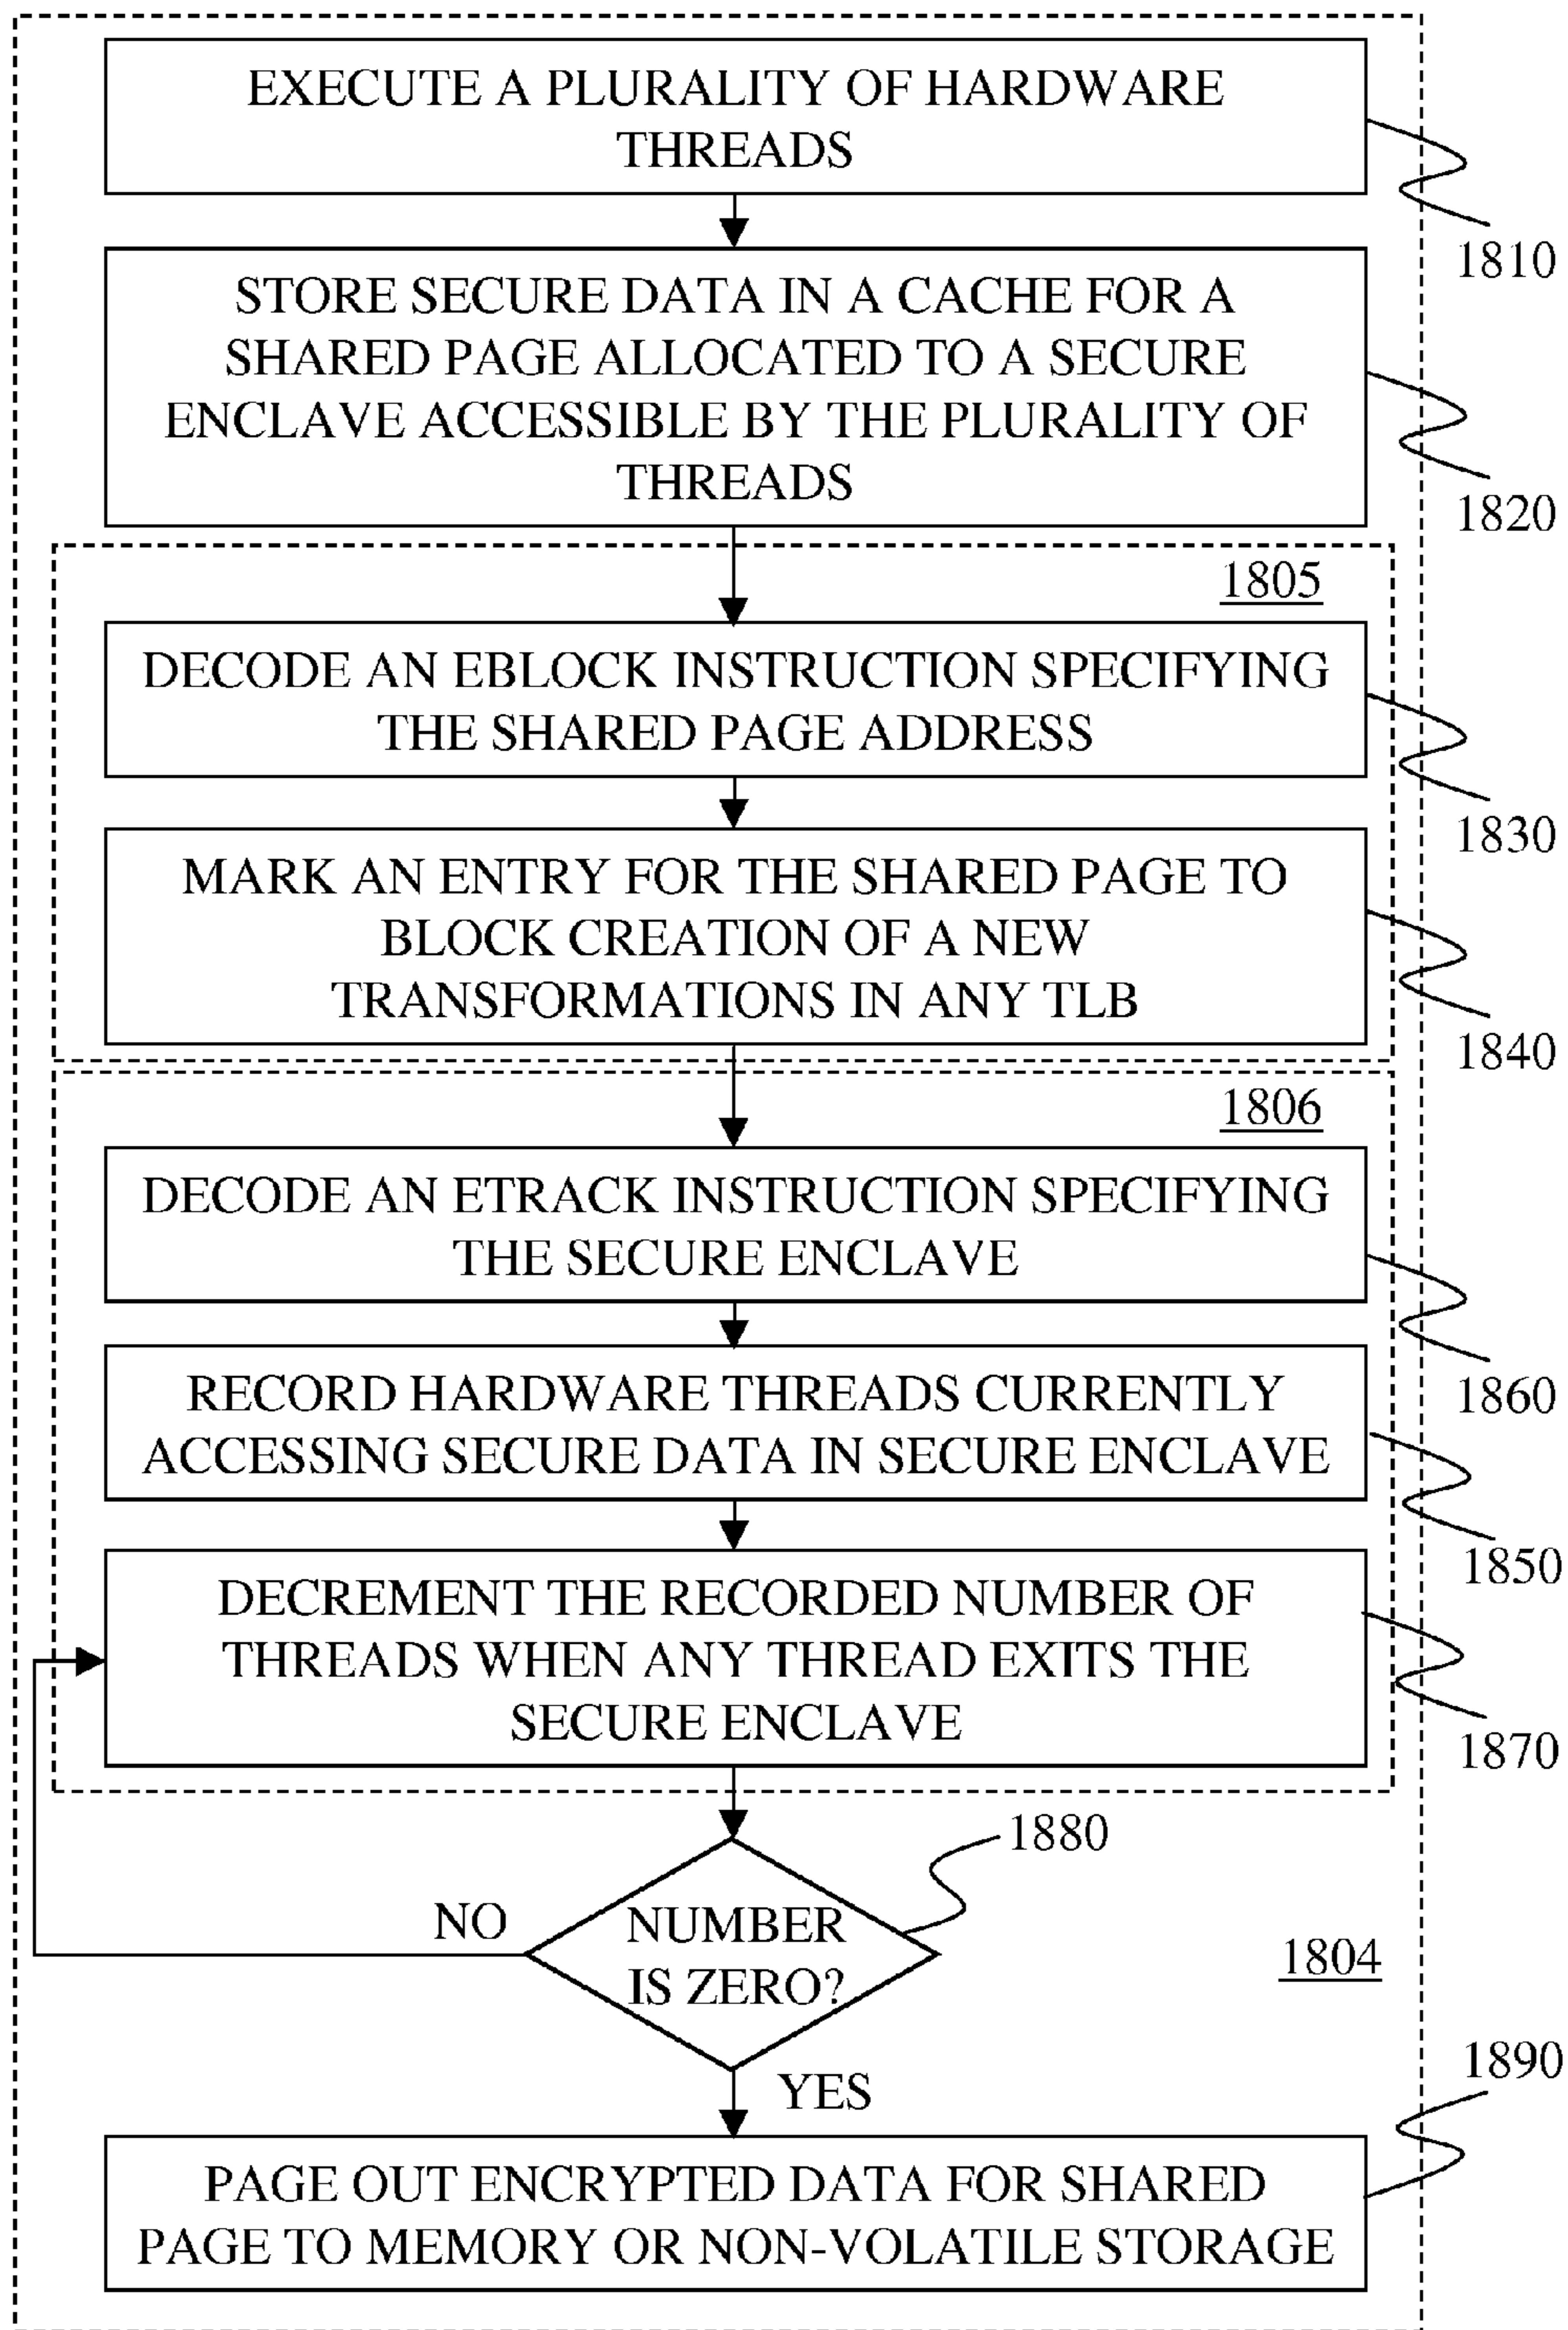 EXECUTE A PLURALITY OF HARDWARE
THREADS
1810
STORE SECURE DATA IN A CACHE FOR A
SHARED PAGE ALLOCATED TO A SECURE
ENCLAVE ACCESSIBLE BY THE PLURALITY OF
THREADS
1820
1805
DECODE AN EBLOCK INSTRUCTION SPECIFYING
THE SHARED PAGE ADDRESS
1830
MARK AN ENTRY FOR THE SHARED PAGE TO
BLOCK CREATION OF A NEW
TRANSFORMATIONS IN ANY TLB
1840
1806
DECODE AN ETRACK INSTRUCTION SPECIFYING
THE SECURE ENCLAVE
1860
RECORD HARDWARE THREADS CURRENTLY
ACCESSING SECURE DATA IN SECURE ENCLAVE
1850
DECREMENT THE RECORDED NUMBER OF
THREADS WHEN ANY THREAD EXITS THE
SECURE ENCLAVE
1870
1880
NO
NUMBER
IS ZERO?
1804
YES
1890
PAGE OUT ENCRYPTED DATA FOR SHARED
PAGE TO MEMORY OR NON-VOLATILE STORAGE